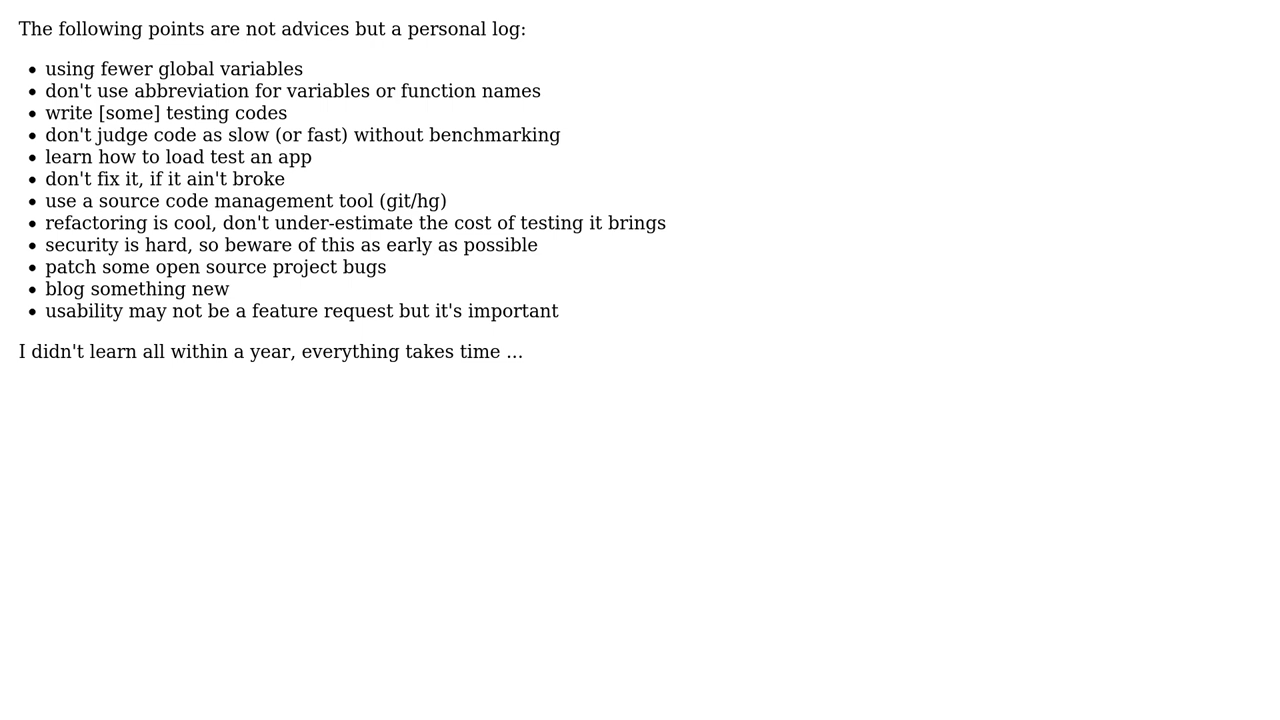 The following points are not advices but a personal log:
• using fewer global variables
• don't use abbreviation for variables or function names
• write [some] testing codes
• don't judge code as slow (or fast) without benchmarking
• learn how to load test an app
• don't fix it, if it ain't broke
• use a source code management tool (git/hg)
• refactoring is cool, don't under-estimate the cost of testing it brings
• security is hard, so beware of this as early as possible
• patch some open source project bugs
• blog something new
• usability may not be a feature request but it's important
I didn't learn all within a year, everything takes time ...